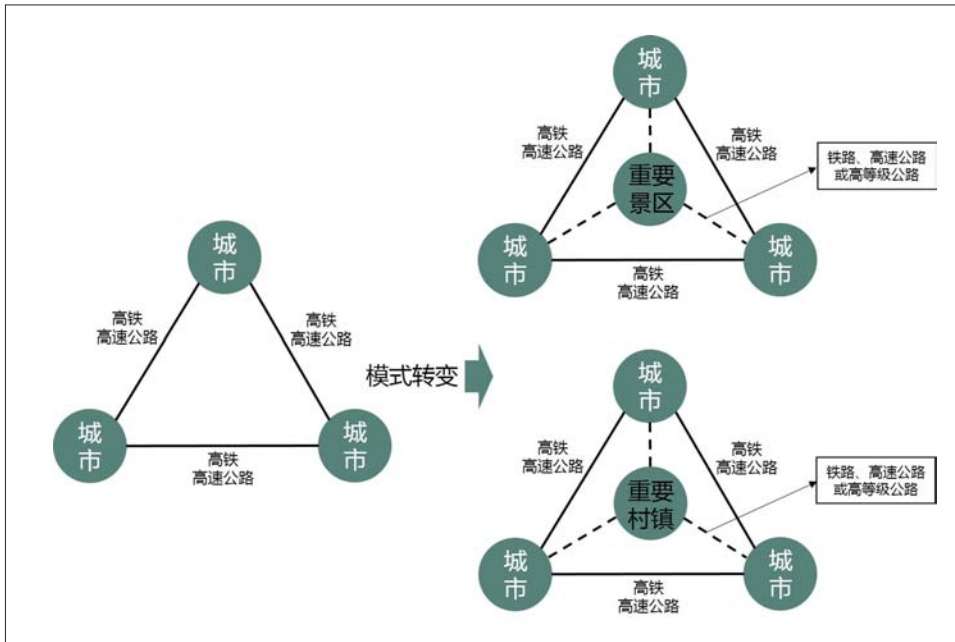 城
市
高铁
高速公路
高铁
高速公路
城
市
高铁
高速公路
城
市
模式转变
城
市
高铁
高速公路
高铁
高速公路
铁路、高速公路
或高等级公路
重要
景区
城
市
高铁
高速公路
城
市
城
市
高铁
高速公路
高铁
高速公路
铁路、高速公路
或高等级公路
重要
村镇
城
市
高铁
高速公路
城
市